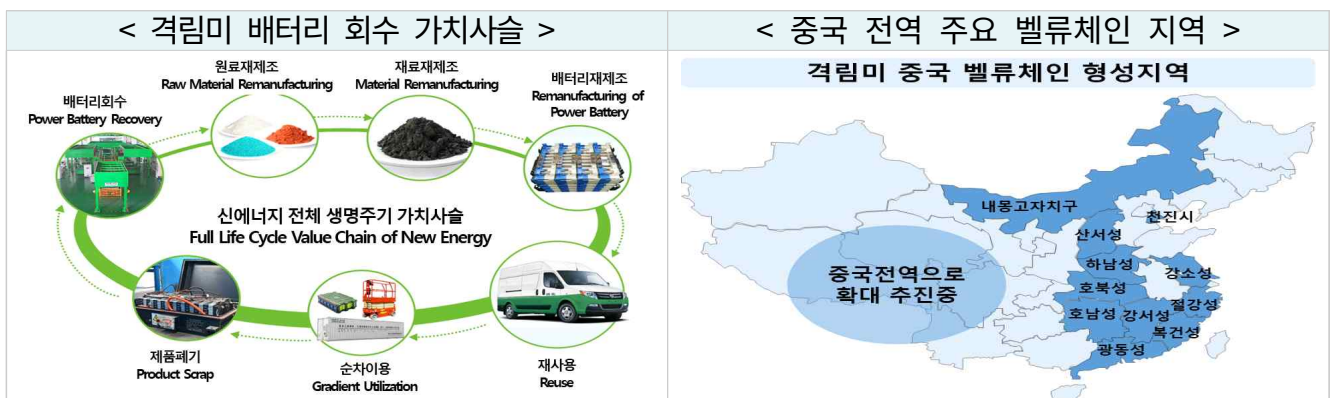 < 격림미 배터리 회수 가치사슬 >
원료재제조
Raw Material Remanufacturing
재료재제조
Material Remanufacturing
배터리재제조
Remanufacturing of
Power Battery
배터리회수
Power Battery Recovery
신에너지 전체 생명주기 가치사슬
Full Life Cycle Value Chain of New Energy
제품폐기
Product Scrap
순차이용
Gradient Utilization
재사용
Reuse
< 중국 전역 주요 벨류체인 지역 >
격림미 중국 벨류체인 형성지역
내몽고자치구
천진시
산서성
하남성
강소성
호북성
절강성
호남성
강서성
복건성
광동성
중국전역으로
확대 추진중